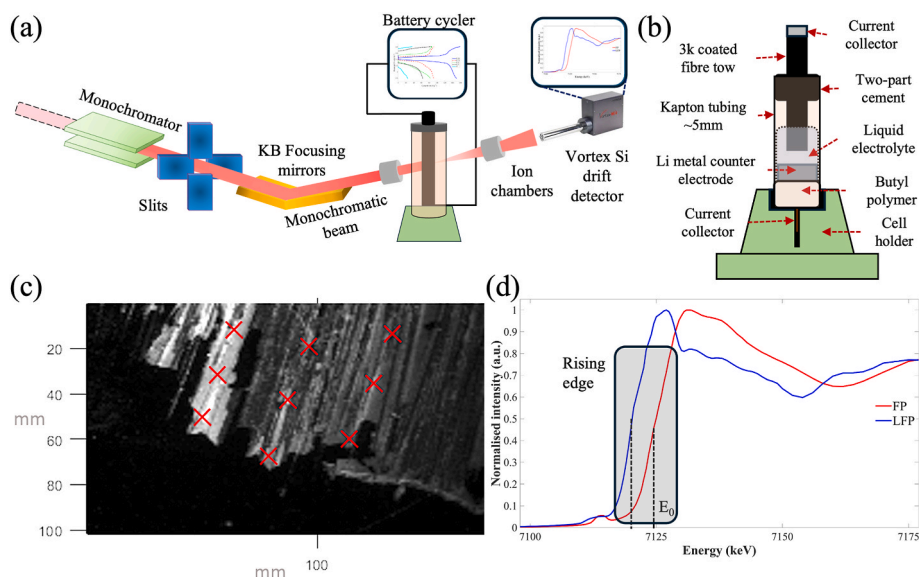 (a)
Battery cycler
Monochromator
KB Focusing
mirrors
Slits
Monochromatic
beam
Ion
chambers
Vortex Si
drift
detector
(b)
Current
collector
3k coated
fibre tow
Two-part
cement
Kapton tubing
~5mm
Liquid
electrolyte
Li metal counter
electrode
Butyl
polymer
Current
collector
Cell
holder
(c)
20
40
mm
60
80
100
100
mm
(d)
Normalised intensity (a.u.)
1
0.9
0.8
0.7
0.6
0.5
0.4
0.3
0.2
0.1
0
Rising
edge
E0
FP
LFP
7100
7125
7150
7175
Energy (keV)